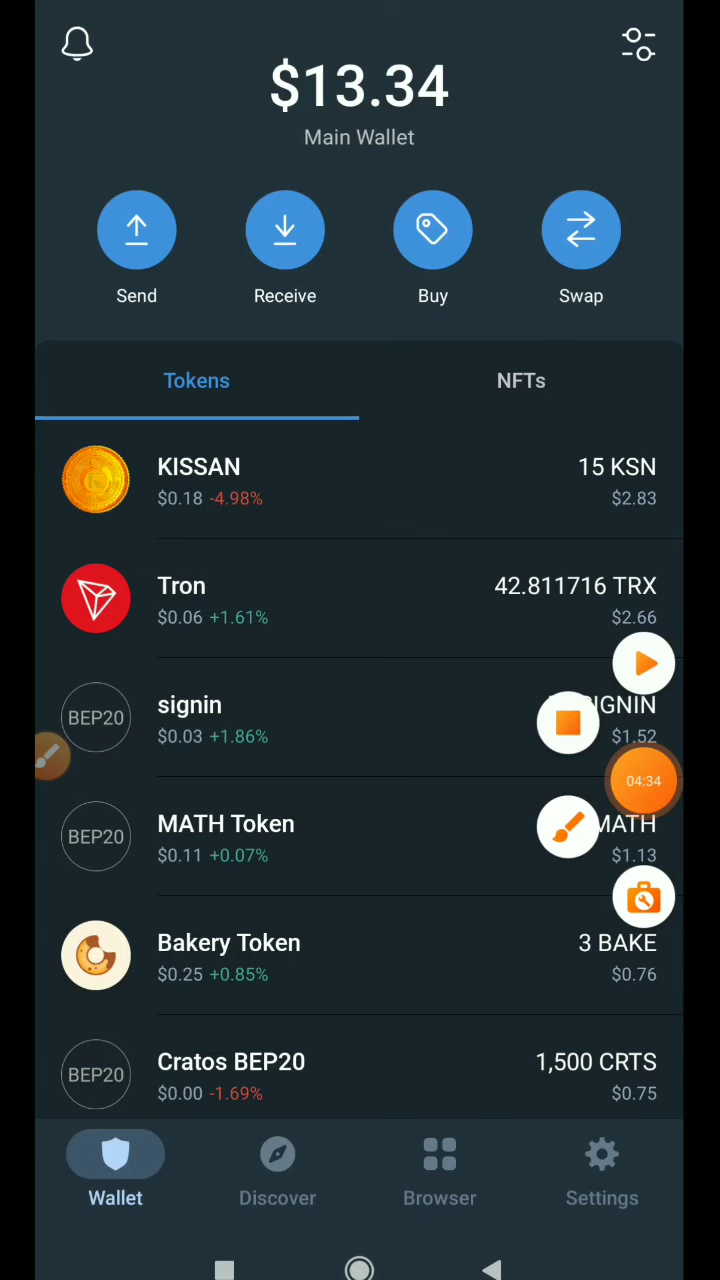 $13.34
Main Wallet
Send Receive Buy Swap
Tokens NFTs
KISSAN 15 KSN
$0.18 -4.98% $2.83
Tron 42.811716 TRX
$0.06 +1.61% $2.66
BEP20
signin
$0.03 +1.86% $1.52
04:34
BEP20
MATH Token MATH
$0.11 +0.07% $1.13
Bakery Token 3 BAKE
$0.25 +0.85% $0.76
BEP20
Cratos BEP20 1,500 CRTS
$0.00 -1.69% $0.75
Wallet Discover Browser Settings